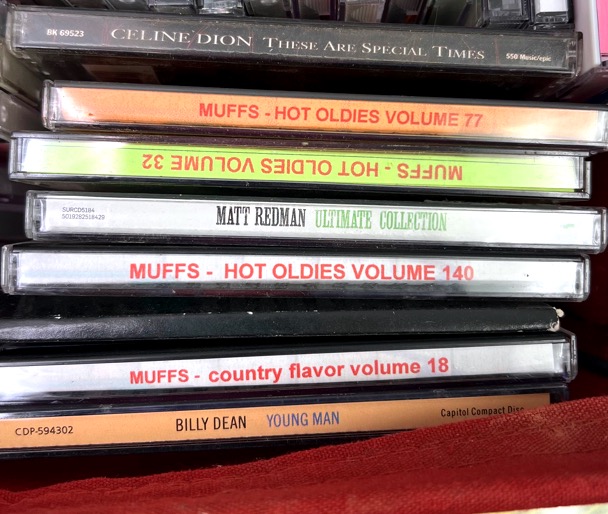 BK 69523 CELINE DION THESE ARE SPECIAL TIMES 550 Music/epic
MUFFS - HOT OLDIES VOLUME 77
MUFFS - HOT OLDIES VOLUME 32
SURCD5184
5019282518429
MATT REDMAN ULTIMATE COLLECTION
MUFFS - HOT OLDIES VOLUME 140
MUFFS - country flavor volume 18
CDP-594302 BILLY DEAN YOUNG MAN Capitol Compact Disc